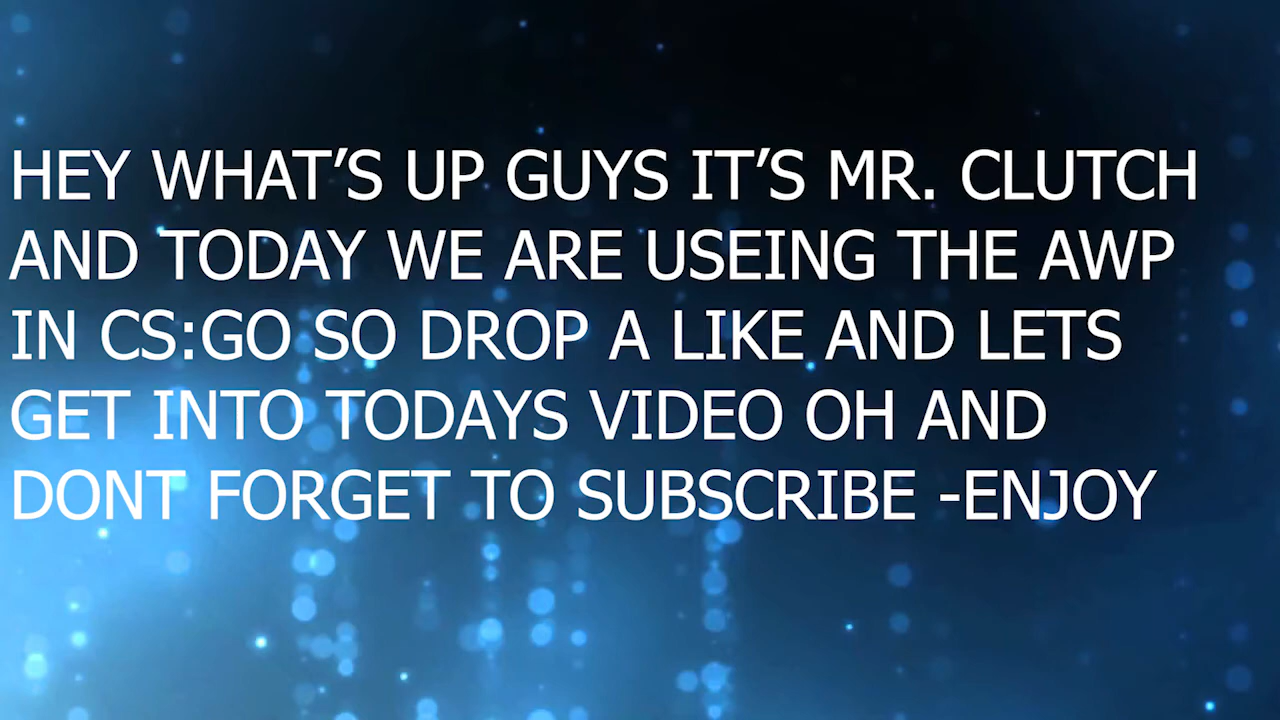 HEY WHAT’S UP GUYS IT’S MR. CLUTCH
AND TODAY WE ARE USEING THE AWP
IN CS:GO SO DROP A LIKE AND LETS
GET INTO TODAYS VIDEO OH AND
DONT FORGET TO SUBSCRIBE -ENJOY